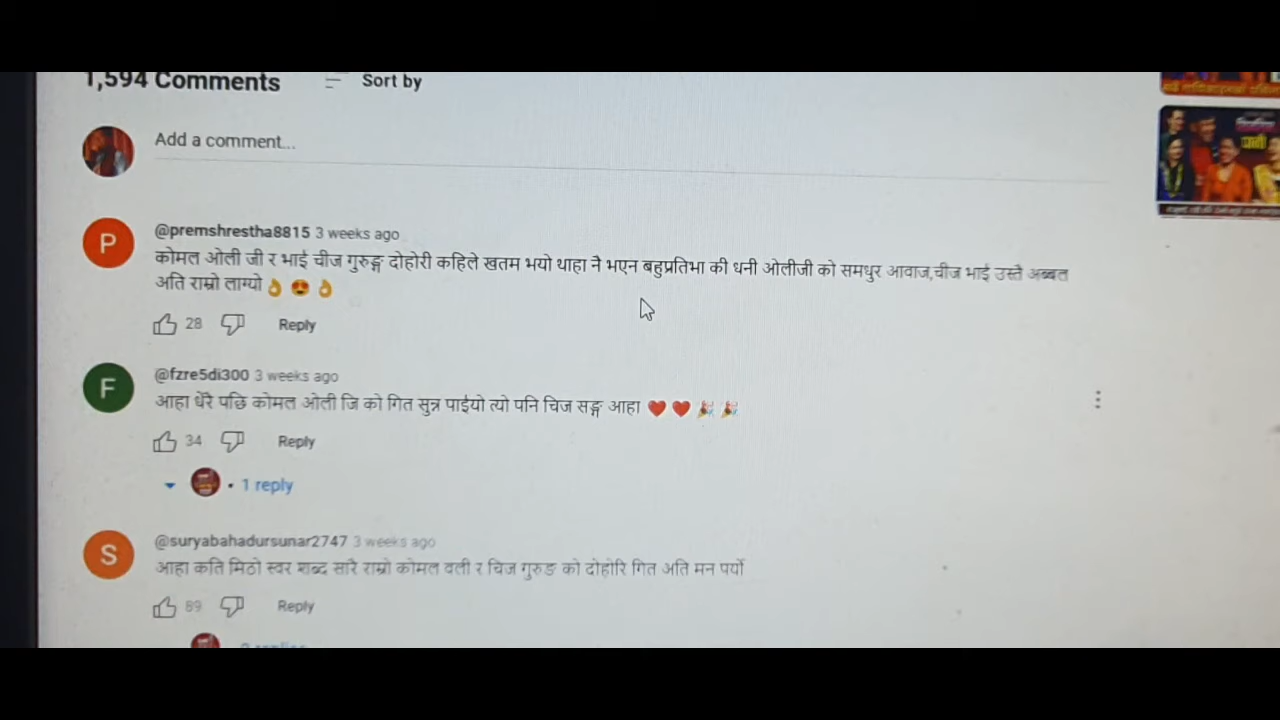 1,594 Comments
Sort by
Add a comment...
P
@premshrestha8815 3 weeks ago
कोमल ओली जी र भाई चीज गुरुङ्ग दोहोरी कहिले खतम भयो थाहा नै भएन बहुप्रतिभा की धनी ओलीजी को समधुर आवाज,चीज भाई उस्तै अब्बल
अति राम्रो लाग्यो👌😍👌
28 Reply
F
@fzre5di300 3 weeks ago
आहा धेरै पछि कोमल ओली जि को गित सुन्न पाईयो त्यो पनि चिज सङ्ग आहा ❤️❤️🎉🎉
34 Reply
1 reply
S
@suryabahadursunar2747 3 weeks ago
आहा कति मिठो स्वर शब्द सारै राम्रो कोमल वली र चिज गुरुङ को दोहोरि गित अति मन पर्यो
89 Reply